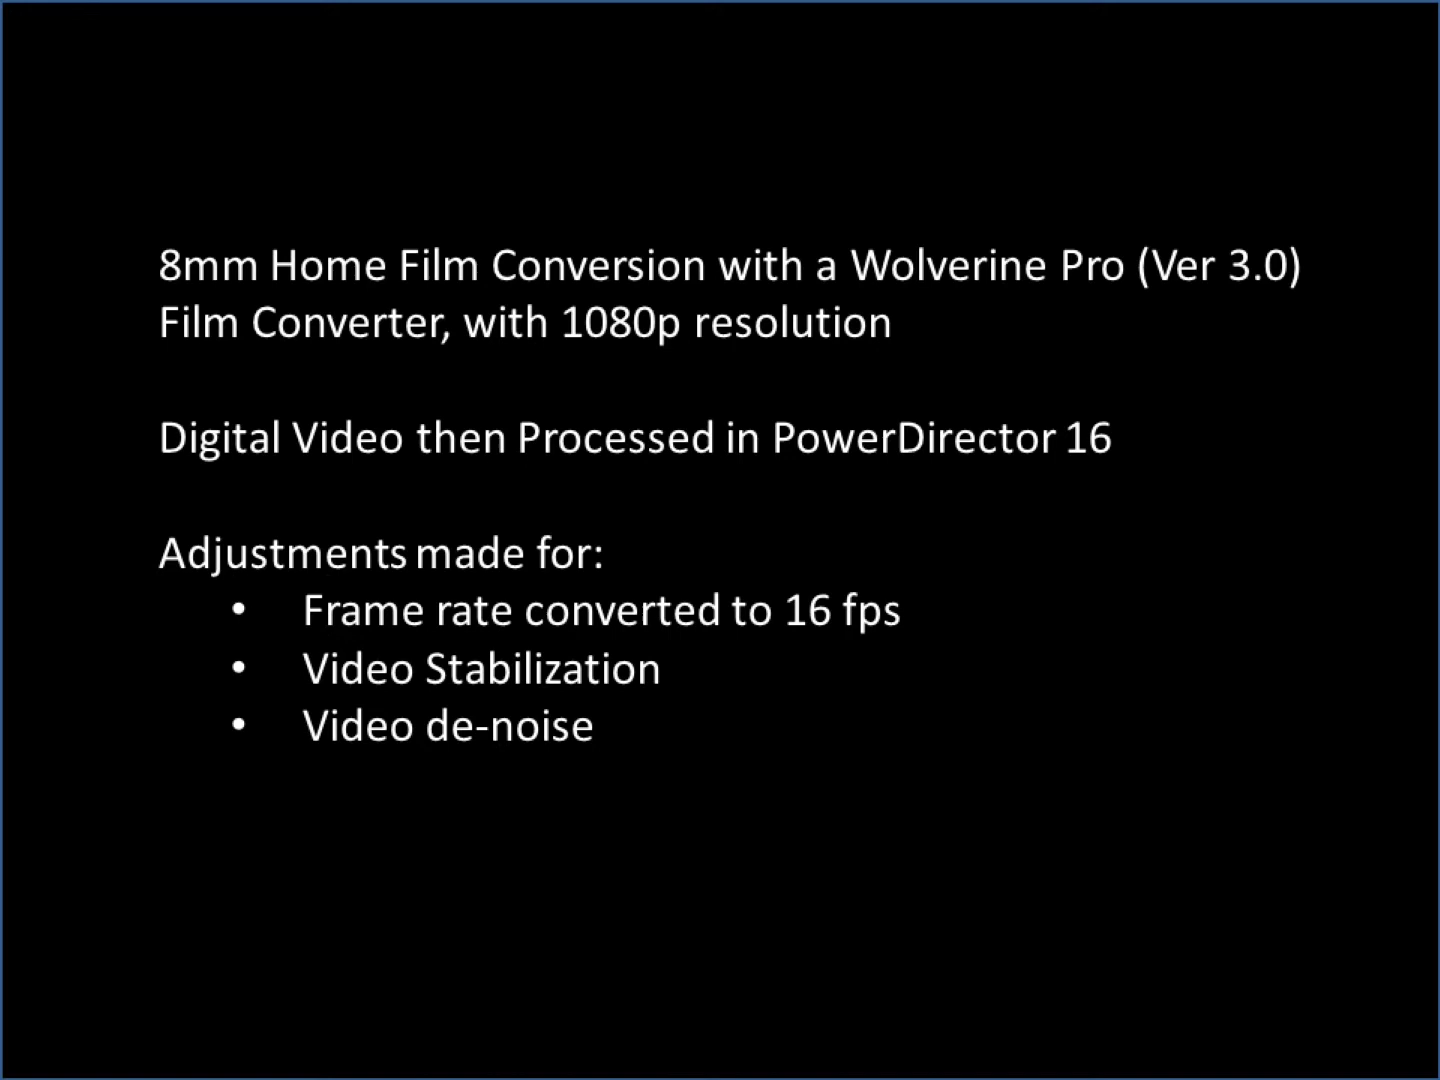 8mm Home Film Conversion with a Wolverine Pro (Ver 3.0)
Film Converter, with 1080p resolution
Digital Video then Processed in PowerDirector 16
Adjustments made for:
• Frame rate converted to 16 fps
• Video Stabilization
• Video de-noise